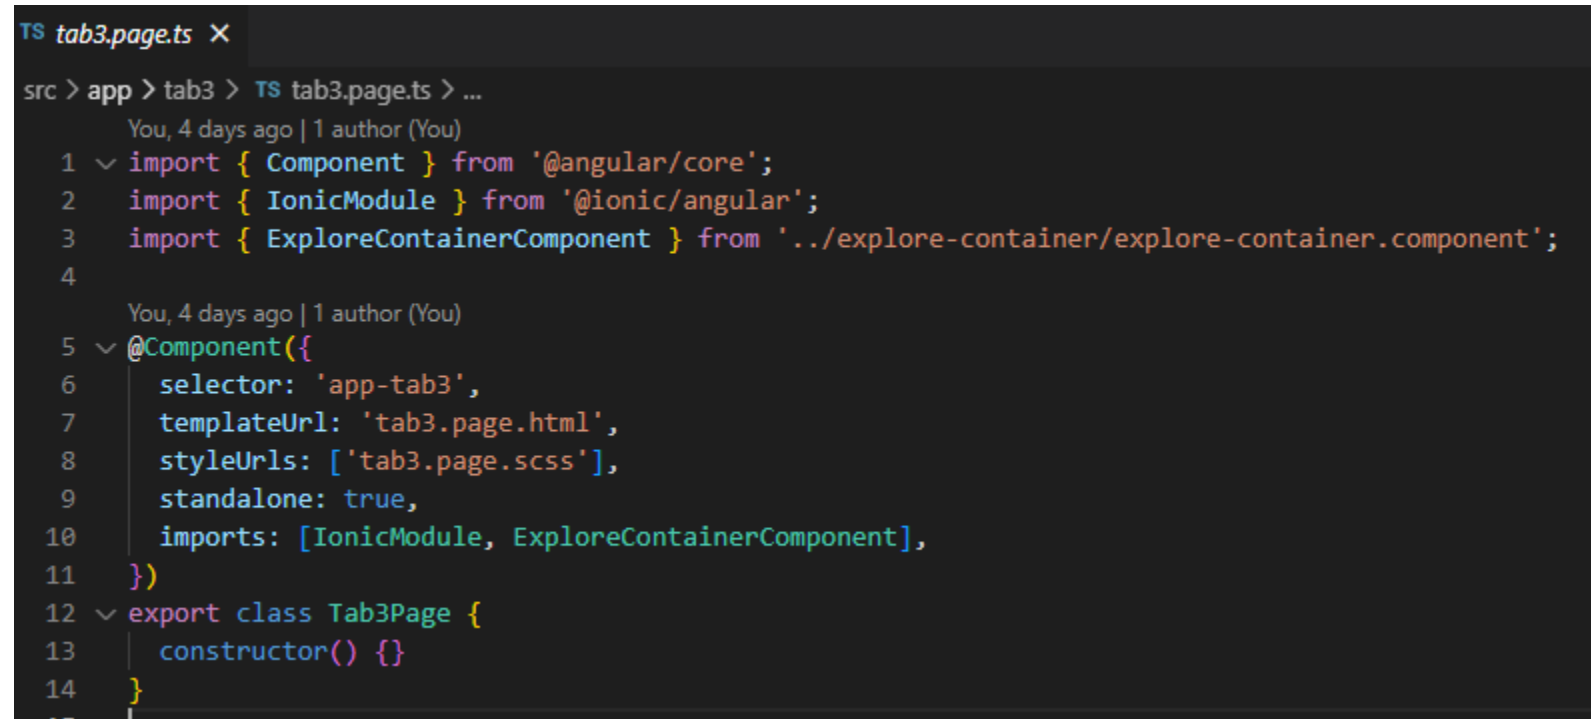 TS tab3.page.ts ×
src > app > tab3 > TS tab3.page.ts > ...
You, 4 days ago | 1 author (You)
1 import { Component } from '@angular/core';
2 import { IonicModule } from '@ionic/angular';
3 import { ExploreContainerComponent } from '../explore-container/explore-container.component';
4
You, 4 days ago | 1 author (You)
5 @Component({
6 selector: 'app-tab3',
7 templateUrl: 'tab3.page.html',
8 styleUrls: ['tab3.page.scss'],
9 standalone: true,
10 imports: [IonicModule, ExploreContainerComponent],
11 })
12 export class Tab3Page {
13 constructor() {}
14 }